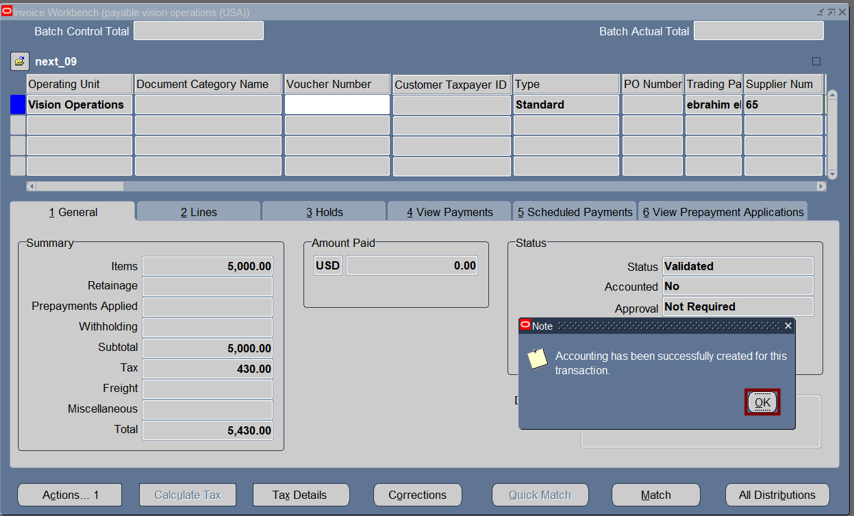 Invoice Workbench (payable vision operations (USA))
Batch Control Total
Batch Actual Total
next_09
Operating Unit Document Category Name Voucher Number Customer Taxpayer ID Type PO Number Trading Pa Supplier Num
Vision Operations Standard ebrahim el 65
1 General 2 Lines 3 Holds 4 View Payments 5 Scheduled Payments 6 View Prepayment Applications
Summary
Items 5,000.00
Retainage
Prepayments Applied
Withholding
Subtotal 5,000.00
Tax 430.00
Freight
Miscellaneous
Total 5,430.00
Amount Paid
USD 0.00
Status
Status Validated
Accounted No
Approval Not Required
Note
Accounting has been successfully created for this
transaction.
OK
Actions... 1 Calculate Tax Tax Details Corrections Quick Match Match All Distributions